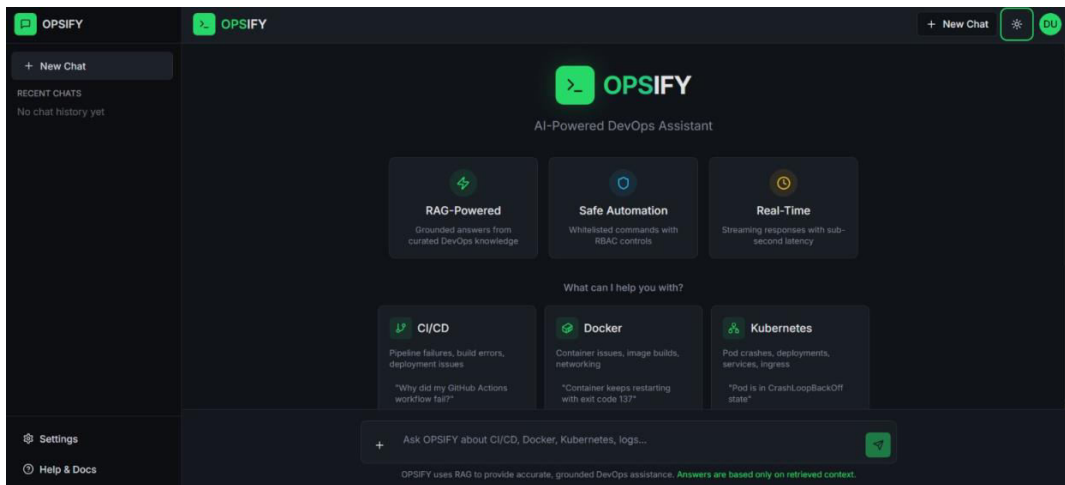 OPSIFY
+ New Chat
RECENT CHATS
No chat history yet
Settings
Help & Docs
>_ OPSIFY
+ New Chat
DU
>_ OPSIFY
AI-Powered DevOps Assistant
RAG-Powered
Grounded answers from
curated DevOps knowledge
Safe Automation
Whitelisted commands with
RBAC controls
Real-Time
Streaming responses with sub-
second latency
What can I help you with?
CI/CD
Pipeline failures, build errors,
deployment issues
"Why did my GitHub Actions
workflow fail?"
Docker
Container issues, image builds,
networking
"Container keeps restarting
with exit code 137"
Kubernetes
Pod crashes, deployments,
services, ingress
"Pod is in CrashLoopBackOff
state"
+ Ask OPSIFY about CI/CD, Docker, Kubernetes, logs...
OPSIFY uses RAG to provide accurate, grounded DevOps assistance. Answers are based only on retrieved context.